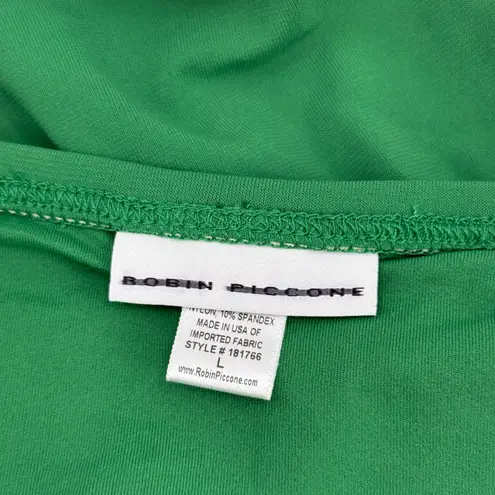 ROBIN PICCONE
NYLON, 10% SPANDEX
MADE IN USA OF
IMPORTED FABRIC
STYLE # 181766
L
www.RobinPiccone.com